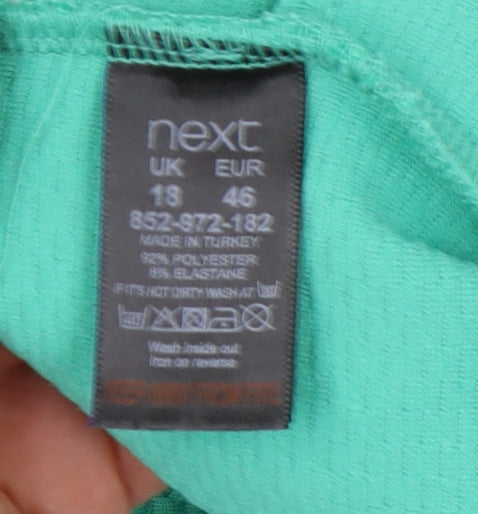 next
UK EUR
18 46
852-972-182
MADE IN TURKEY
92% POLYESTER
8% ELASTANE
IF IT'S NOT DIRTY WASH AT
40
Wash inside out
Iron on reverse